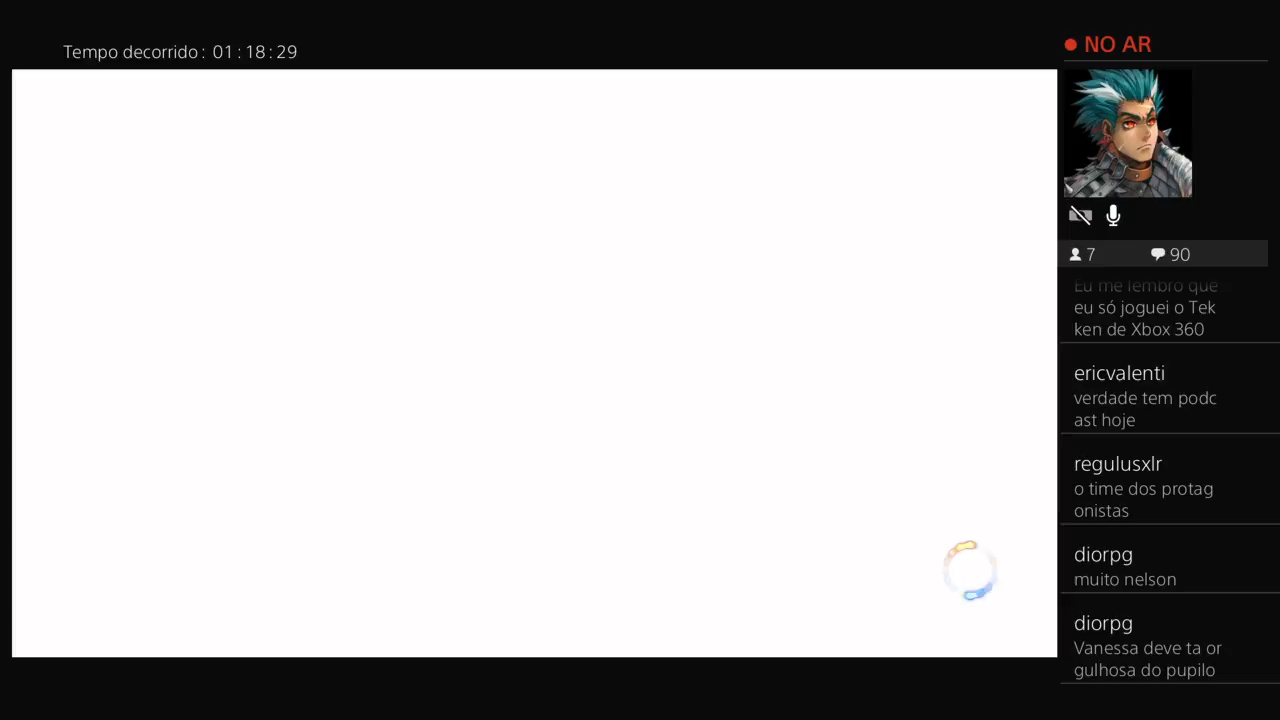 Tempo decorrido : 01 : 18 : 29
NO AR
7 90
Eu me lembro que
eu só joguei o Tek
ken de Xbox 360
ericvalenti
verdade tem podc
ast hoje
regulusxlr
o time dos protag
onistas
diorpg
muito nelson
diorpg
Vanessa deve ta or
gulhosa do pupilo